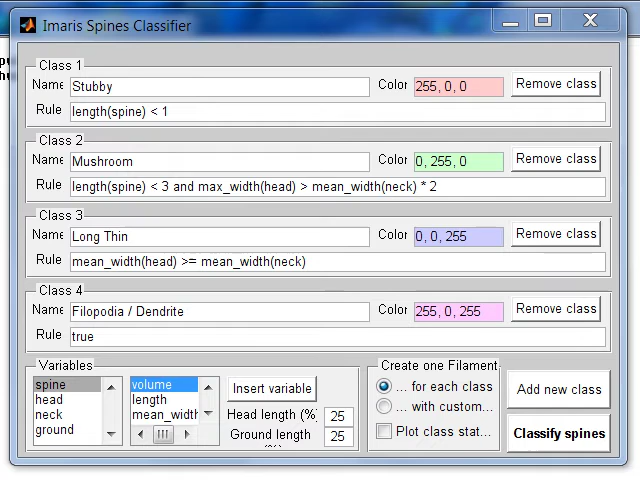 Imaris Spines Classifier
Class 1
Name Stubby Color 255, 0, 0 Remove class
Rule length(spine) < 1
Class 2
Name Mushroom Color 0, 255, 0 Remove class
Rule length(spine) < 3 and max_width(head) > mean_width(neck) * 2
Class 3
Name Long Thin Color 0, 0, 255 Remove class
Rule mean_width(head) >= mean_width(neck)
Class 4
Name Filopodia / Dendrite Color 255, 0, 255 Remove class
Rule true
Variables
spine
head
neck
ground
volume
length
mean_width
Insert variable
Head length (%) 25
Ground length 25
Create one Filament
... for each class
... with custom...
Plot class stat...
Add new class
Classify spines